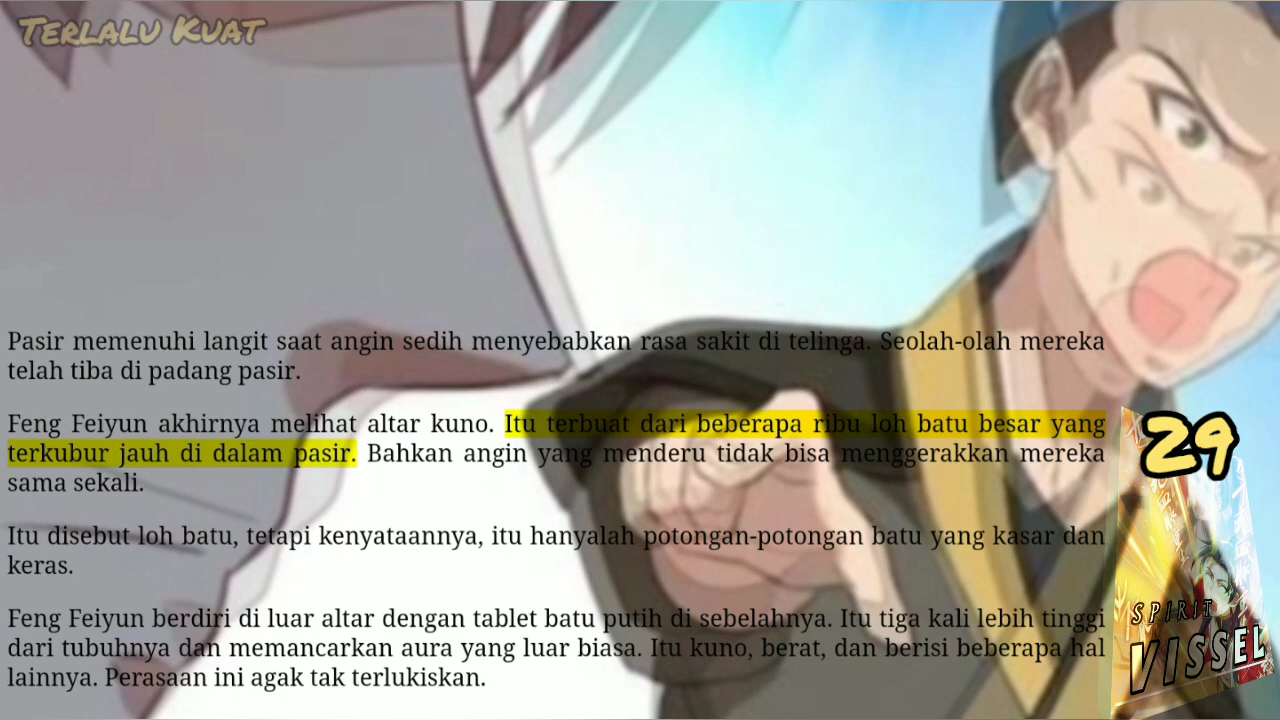 Terlalu Kuat
Pasir memenuhi langit saat angin sedih menyebabkan rasa sakit di telinga. Seolah-olah mereka
telah tiba di padang pasir.
Feng Feiyun akhirnya melihat altar kuno. Itu terbuat dari beberapa ribu loh batu besar yang
terkubur jauh di dalam pasir. Bahkan angin yang menderu tidak bisa menggerakkan mereka
sama sekali.
Itu disebut loh batu, tetapi kenyataannya, itu hanyalah potongan-potongan batu yang kasar dan
keras.
Feng Feiyun berdiri di luar altar dengan tablet batu putih di sebelahnya. Itu tiga kali lebih tinggi
dari tubuhnya dan memancarkan aura yang luar biasa. Itu kuno, berat, dan berisi beberapa hal
lainnya. Perasaan ini agak tak terlukiskan.
29
SPIRIT
VISSEL